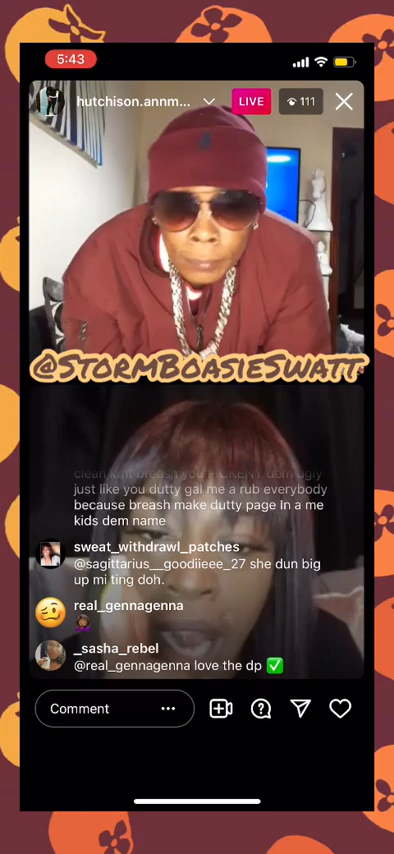 5:43
hutchison.annm...
LIVE
111
@StormBoasieSwatt
just like you dutty gal me a rub everybody
because breash make dutty page In a me
kids dem name
sweat_withdrawl_patches
@sagittarius__goodiieee_27 she dun big
up mi ting doh.
real_gennagenna
_sasha_rebel
@real_gennagenna love the dp
Comment